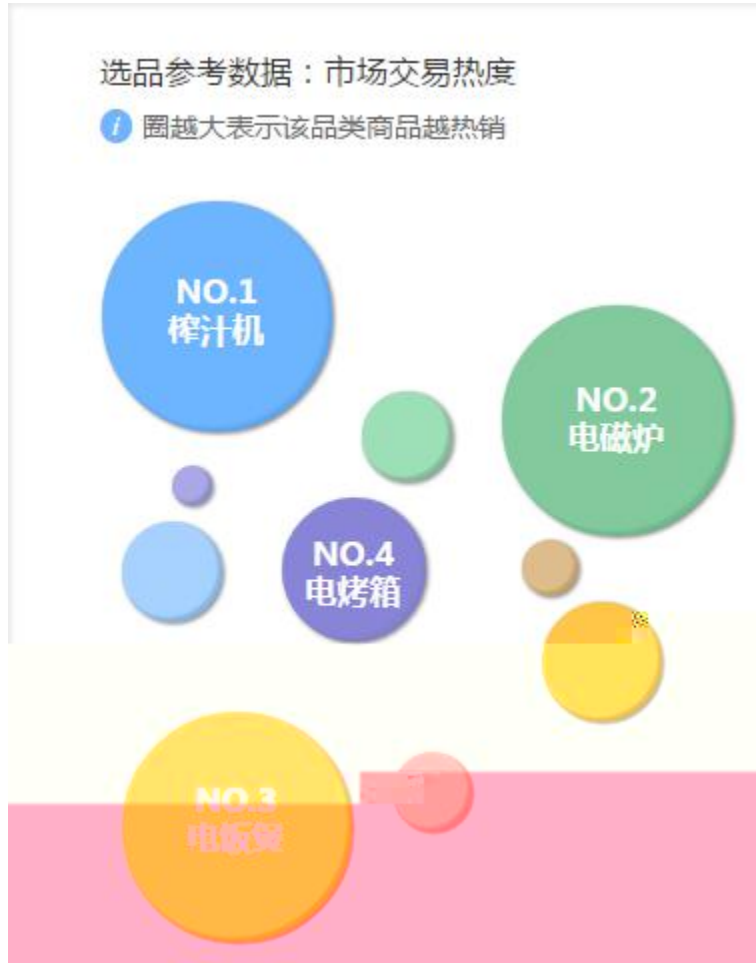 选品参考数据：市场交易热度
i 圈越大表示该品类商品越热销
NO.1
榨汁机
NO.2
电磁炉
NO.4
电烤箱
NO.3
电饭煲